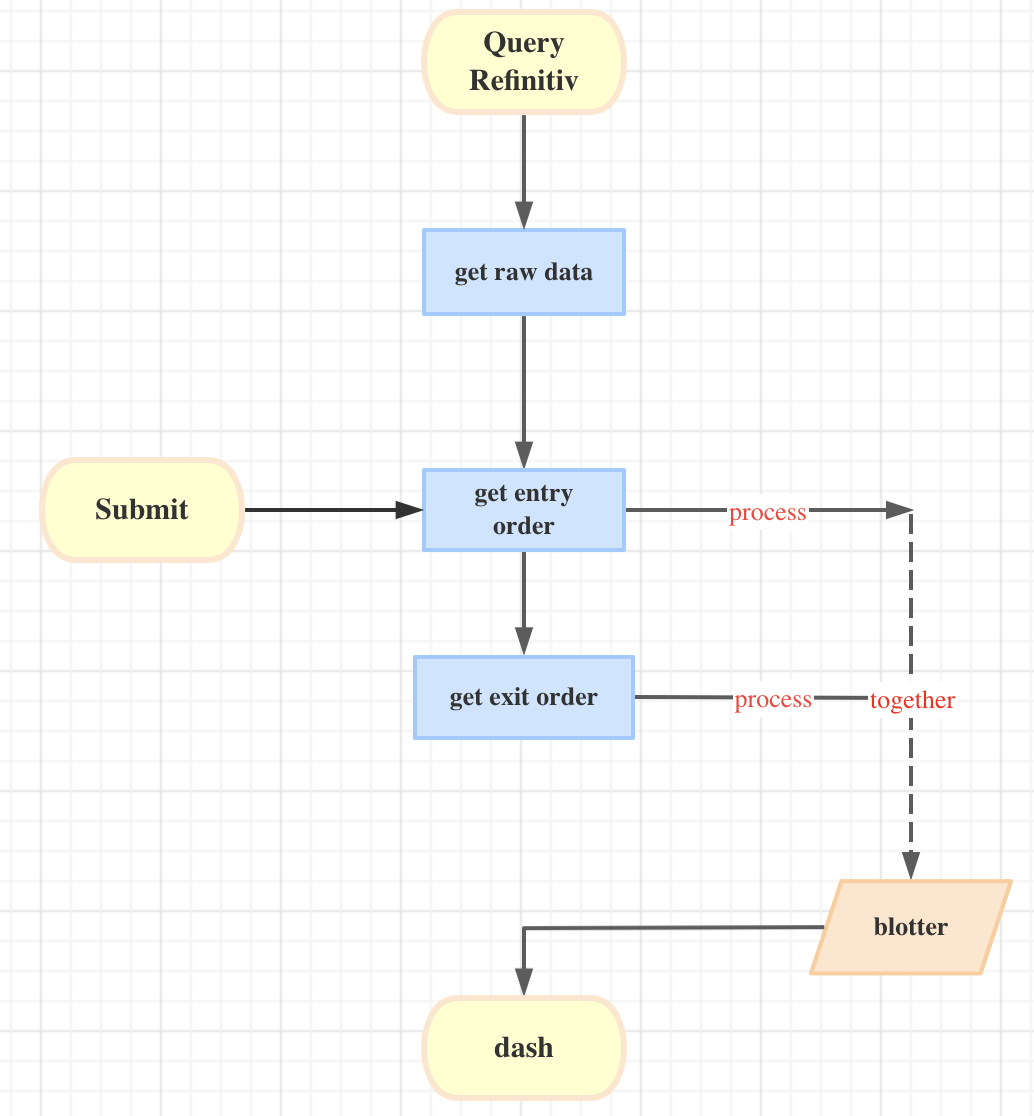 Query
Refinitiv
get raw data
Submit
get entry
order
process
get exit order
process
together
blotter
dash